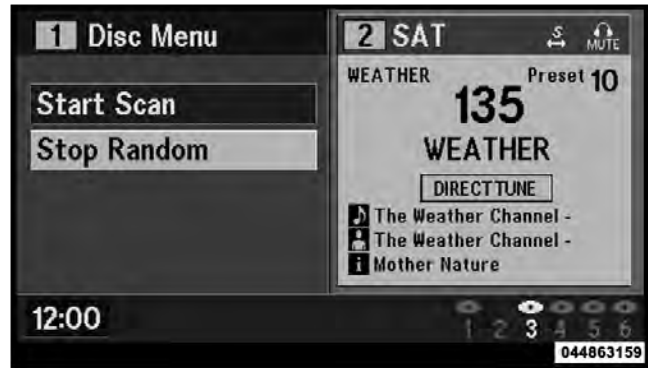 1 Disc Menu
Start Scan
Stop Random
2 SAT
S
MUTE
WEATHER
Preset 10
135
WEATHER
DIRECT TUNE
The Weather Channel -
The Weather Channel -
i Mother Nature
12:00
1 2 3 4 5 6
044863159